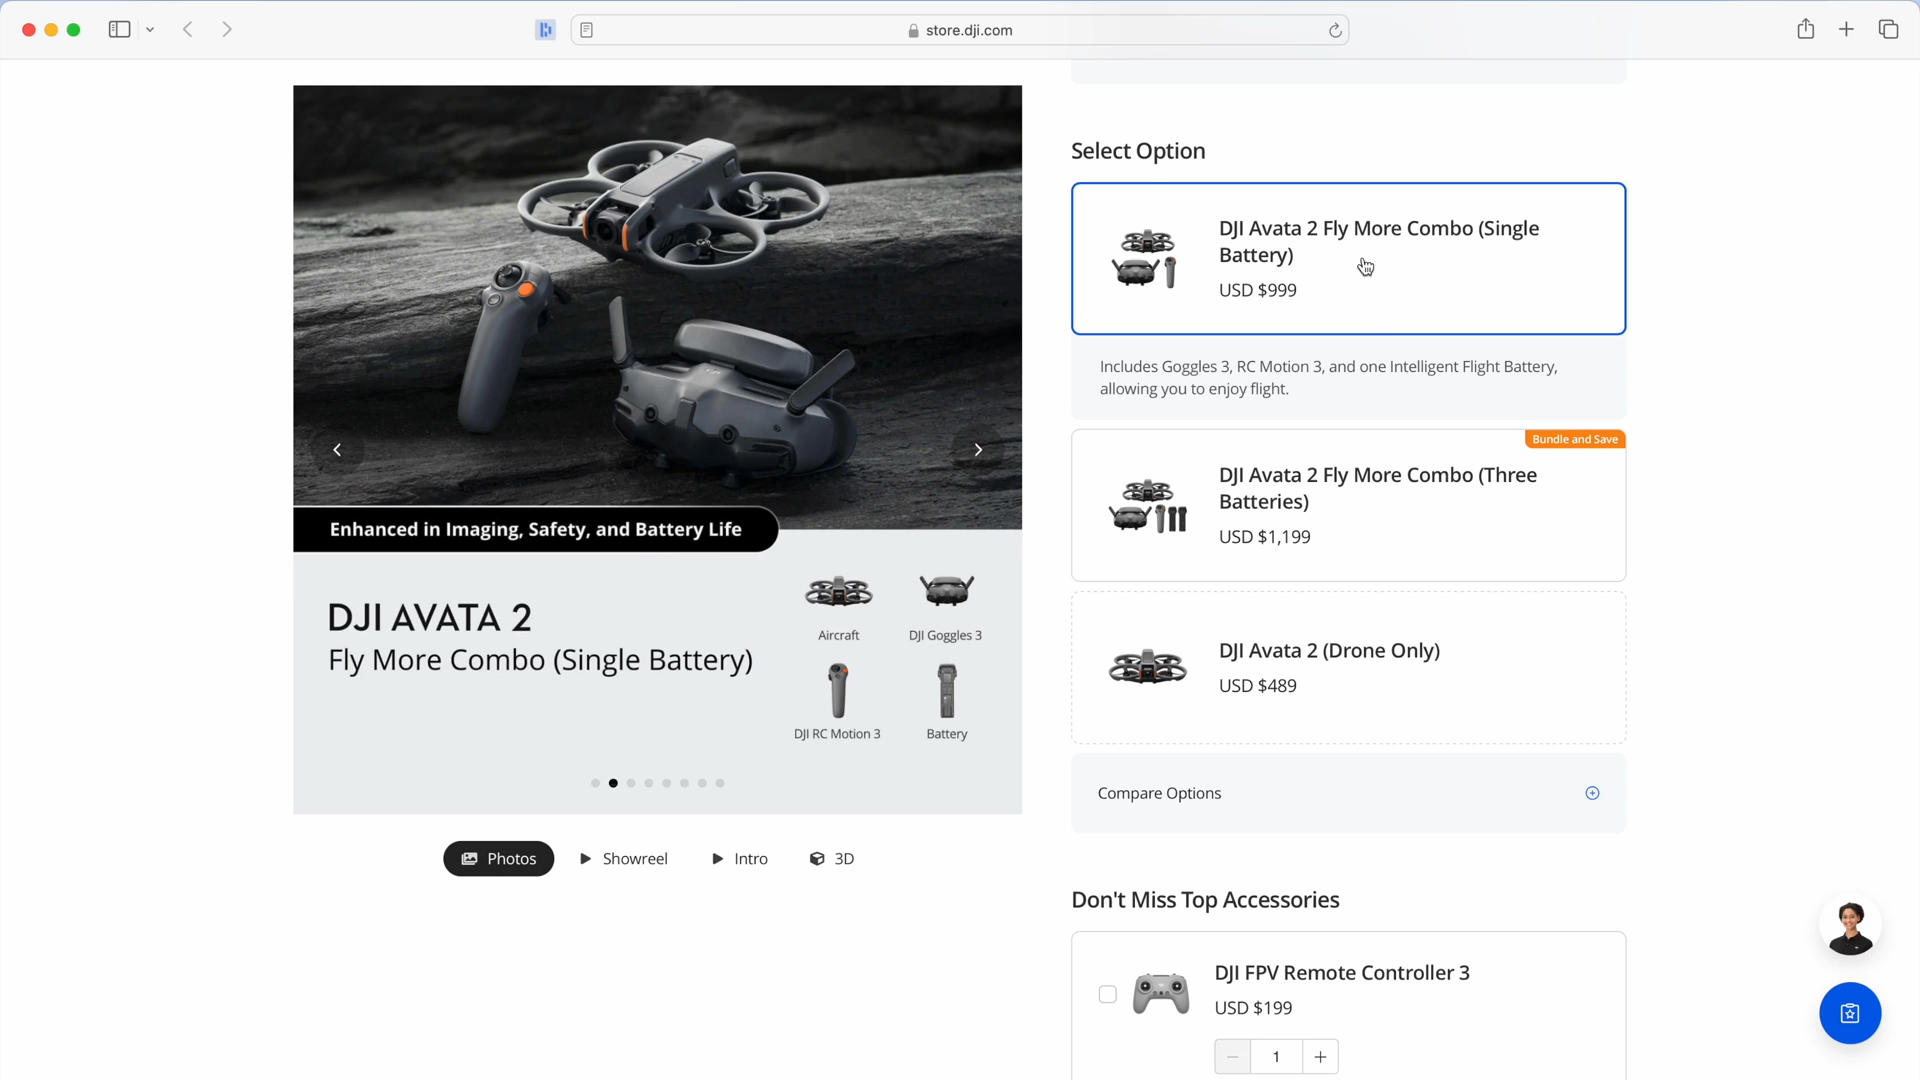 store.dji.com
Enhanced in Imaging, Safety, and Battery Life
DJI AVATA 2
Fly More Combo (Single Battery)
Aircraft
DJI Goggles 3
DJI RC Motion 3
Battery
Photos
Showreel
Intro
3D
Select Option
DJI Avata 2 Fly More Combo (Single
Battery)
USD $999
Includes Goggles 3, RC Motion 3, and one Intelligent Flight Battery,
allowing you to enjoy flight.
Bundle and Save
DJI Avata 2 Fly More Combo (Three
Batteries)
USD $1,199
DJI Avata 2 (Drone Only)
USD $489
Compare Options
Don't Miss Top Accessories
DJI FPV Remote Controller 3
USD $199
1